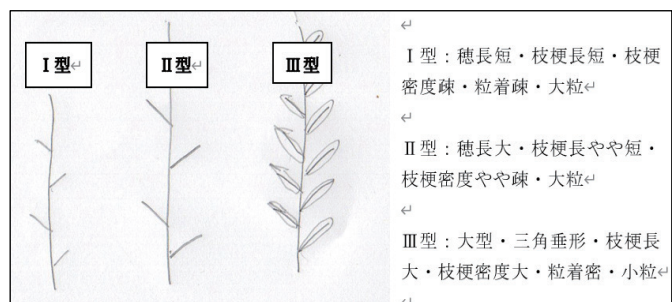 Ⅰ型↵
Ⅱ型↵
Ⅲ型↵
↵
Ⅰ型：穂長短・枝梗長短・枝梗
密度疎・粒着疎・大粒↵
↵
Ⅱ型：穂長大・枝梗長やや短・
枝梗密度やや疎・大粒↵
↵
Ⅲ型：大型・三角垂形・枝梗長
大・枝梗密度大・粒着密・小粒↵
↵